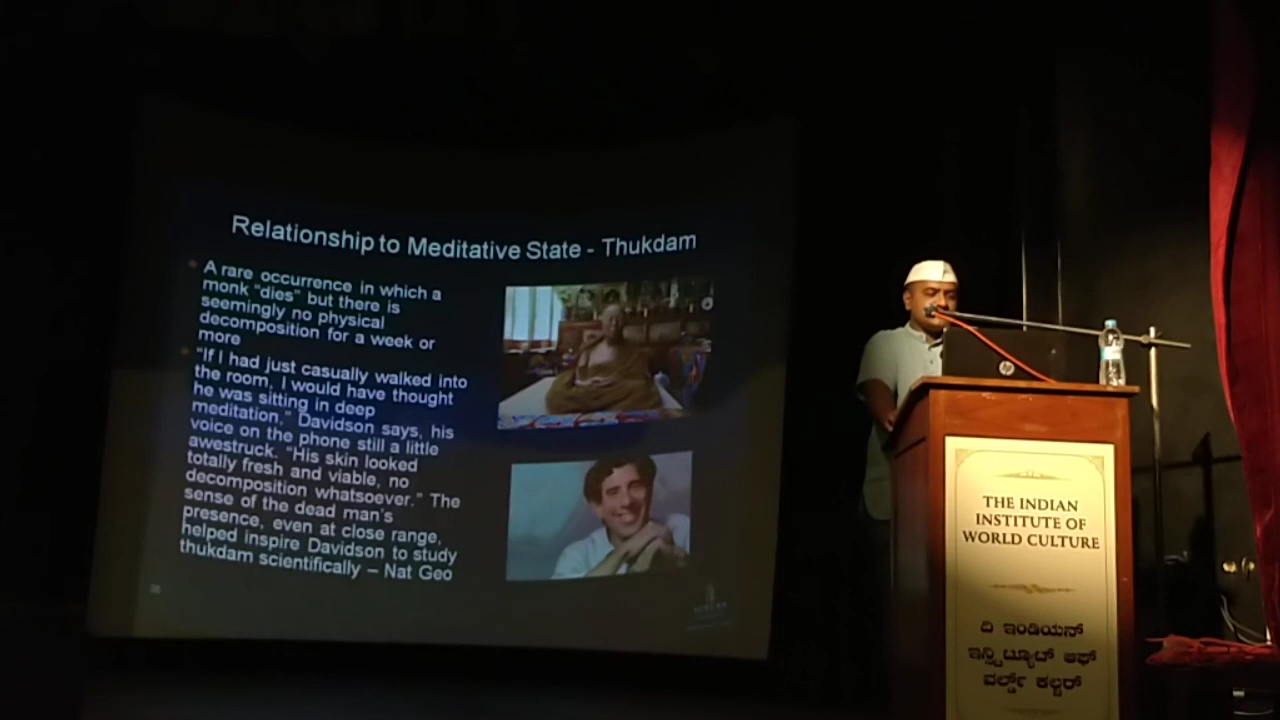 Relationship to Meditative State - Thukdam
A rare occurrence in which a
monk "dies" but there is
seemingly no physical
decomposition for a week or
more
"If I had just casually walked into
the room, I would have thought
he was sitting in deep
meditation," Davidson says, his
voice on the phone still a little
awestruck. "His skin looked
totally fresh and viable, no
decomposition whatsoever." The
sense of the dead man's
presence, even at close range,
helped inspire Davidson to study
thukdam scientifically – Nat Geo
hp
THE INDIAN
INSTITUTE OF
WORLD CULTURE
ದಿ ಇಂಡಿಯನ್
ಇನ್ಸ್ಟಿಟ್ಯೂಟ್ ಆಫ್
ವರ್ಲ್ಡ್ ಕಲ್ಚರ್